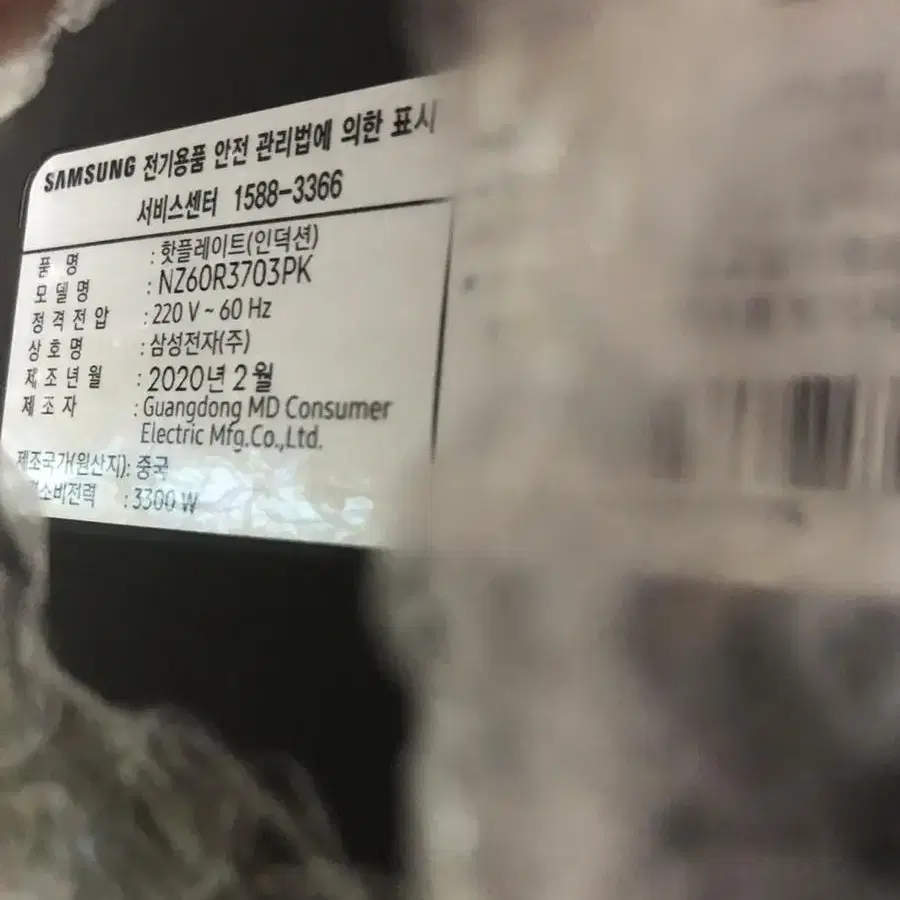 SAMSUNG 전기용품 안전 관리법에 의한 표시
서비스센터 1588-3366
품 명 : 핫플레이트(인덕션)
모 델 명 : NZ60R3703PK
정 격 전 압 : 220 V ~ 60 Hz
상 호 명 : 삼성전자(주)
제 조 년 월 : 2020년 2월
제 조 자 : Guangdong MD Consumer
Electric Mfg.Co.,Ltd.
제조국가(원산지): 중국
소비전력 : 3300 W